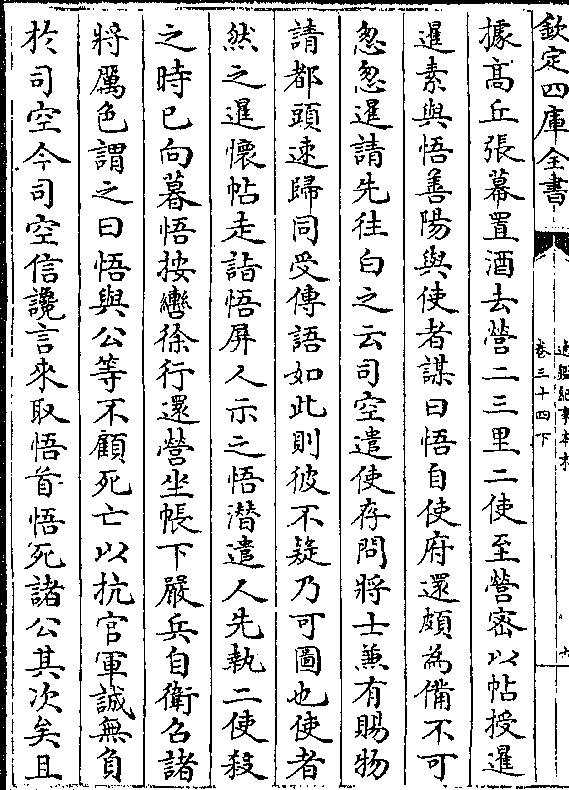 欽定四庫全書
通鑑紀事本末
卷三十四下
六
據高丘張幕置酒去營二三里二使至營密以帖授暹
暹素與悟善陽與使者謀曰悟自使府還頗為備不可
怱怱暹請先往白之云司空遣使存問將士兼有賜物
請都頭速歸同受傳語如此則彼不疑乃可圖也使者
然之暹懷帖走詣悟屏人示之悟潛遣人先執二使殺
之時已向暮悟按轡徐行還營坐帳下嚴兵自衛召諸
將厲色謂之曰悟與公等不顧死亡以抗官軍誠無負
於司空今司空信讒言來取悟首悟死諸公其次矣且